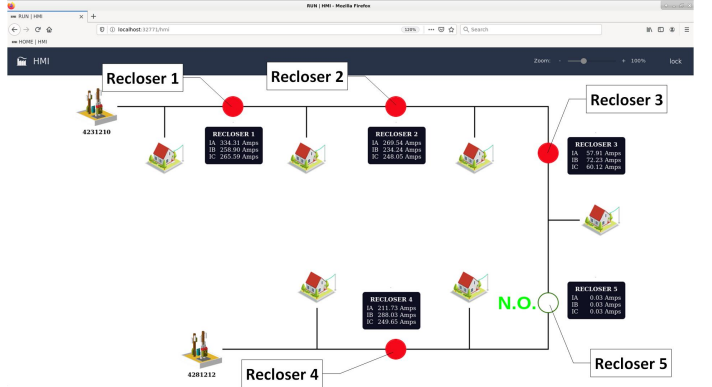 RUN | HMI - Mozilla Firefox
RUN | HMI
localhost:32771/hmi
120%
Search
HOME | HMI
HMI
Zoom: - + 100% lock
Recloser 1
Recloser 2
Recloser 3
4231210
RECLOSER 1
IA 334.31 Amps
IB 258.90 Amps
IC 265.59 Amps
RECLOSER 2
IA 269.54 Amps
IB 234.24 Amps
IC 248.05 Amps
RECLOSER 3
IA 57.91 Amps
IB 72.23 Amps
IC 60.12 Amps
RECLOSER 4
IA 211.73 Amps
IB 288.03 Amps
IC 249.65 Amps
N.O.
RECLOSER 5
IA 0.03 Amps
IB 0.03 Amps
IC 0.03 Amps
4281212
Recloser 4
Recloser 5